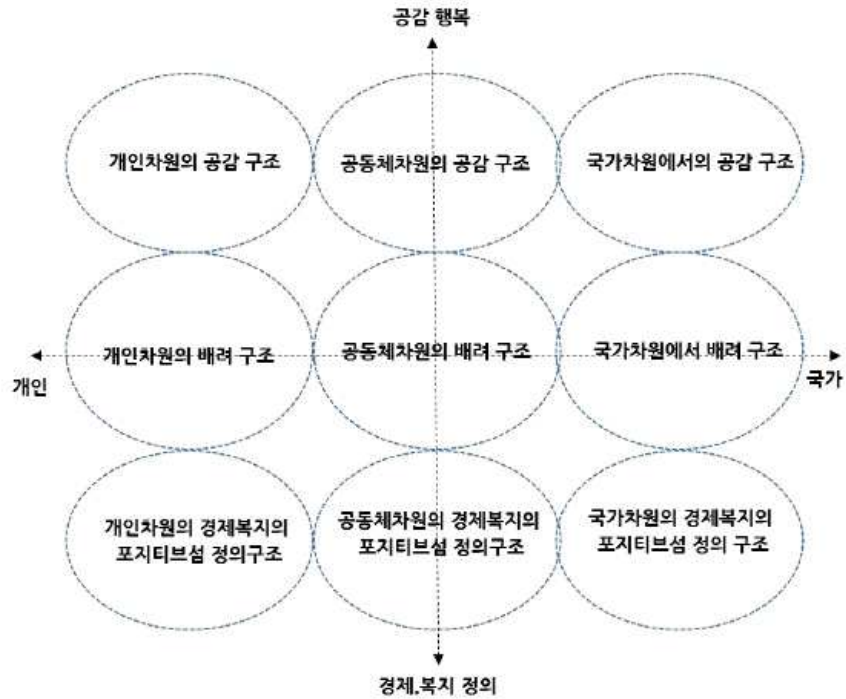 공감 행복
개인차원의 공감 구조
공동체차원의 공감 구조
국가차원에서의 공감 구조
개인차원의 배려 구조
공동체차원의 배려 구조
국가차원에서 배려 구조
개인
국가
개인차원의 경제복지의
포지티브섬 정의구조
공동체차원의 경제복지의
포지티브섬 정의구조
국가차원의 경제복지의
포지티브섬 정의 구조
경제.복지 정의